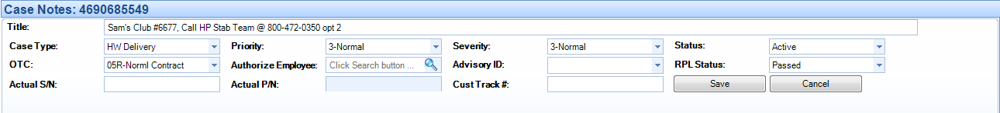 Case Notes: 4690685549
Title: Sam's Club #6677, Call HP Stab Team @ 800-472-0350 opt 2
Case Type: HW Delivery Priority: 3-Normal Severity: 3-Normal Status: Active
OTC: 05R-Norml Contract Authorize Employee: Click Search button ... Advisory ID: RPL Status: Passed
Actual S/N: Actual P/N: Cust Track #: Save Cancel